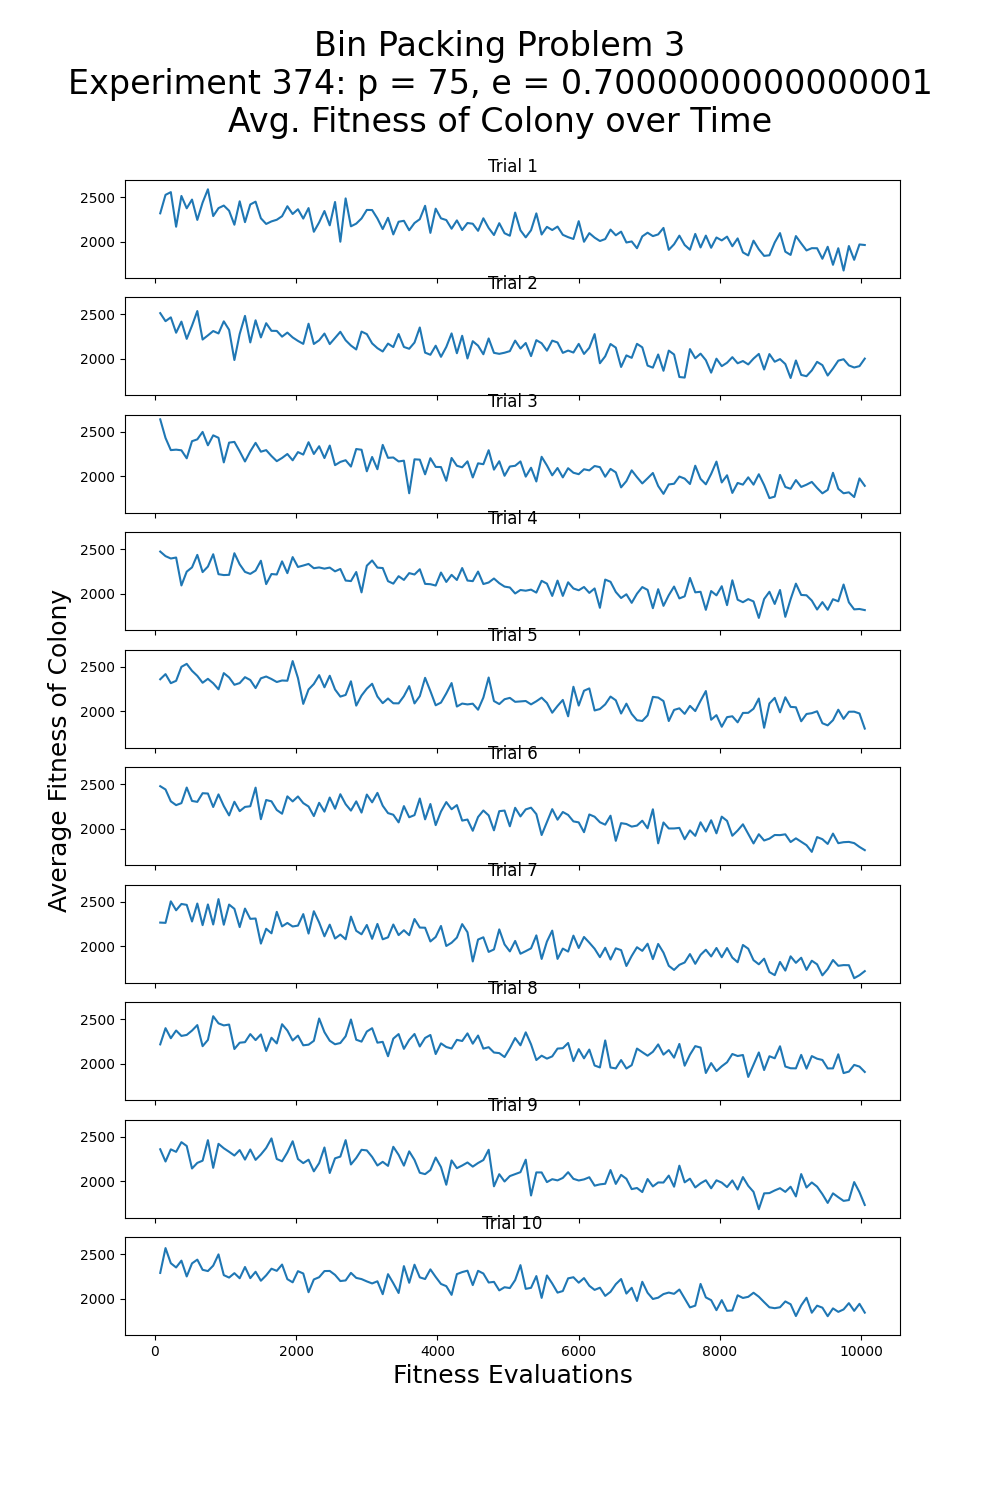 Bin Packing Problem 3
Experiment 374: p = 75, e = 0.7000000000000001
Avg. Fitness of Colony over Time
Trial 1
2500
2000
Trial 2
2500
2000
Trial 3
2500
2000
Trial 4
2500
2000
Trial 5
2500
2000
Trial 6
2500
2000
Trial 7
2500
2000
Trial 8
2500
2000
Trial 9
2500
2000
Trial 10
2500
2000
Average Fitness of Colony
0 2000 4000 6000 8000 10000
Fitness Evaluations